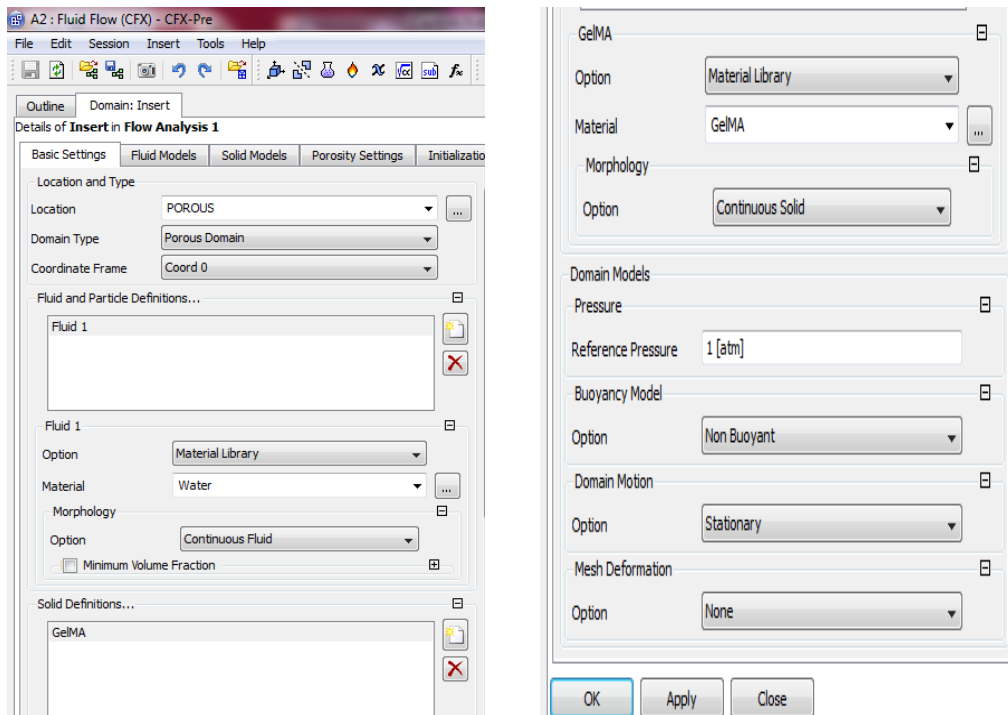 A2 : Fluid Flow (CFX) - CFX-Pre
File Edit Session Insert Tools Help
√α sub f≈
Outline Domain: Insert
Details of Insert in Flow Analysis 1
Basic Settings Fluid Models Solid Models Porosity Settings Initializatio
Location and Type
Location POROUS ...
Domain Type Porous Domain
Coordinate Frame Coord 0
Fluid and Particle Definitions...
Fluid 1
Fluid 1
Option Material Library
Material Water ...
Morphology
Option Continuous Fluid
Minimum Volume Fraction
Solid Definitions...
GelMA
GelMA
Option Material Library
Material GelMA ...
Morphology
Option Continuous Solid
Domain Models
Pressure
Reference Pressure 1 [atm]
Buoyancy Model
Option Non Buoyant
Domain Motion
Option Stationary
Mesh Deformation
Option None
OK Apply Close